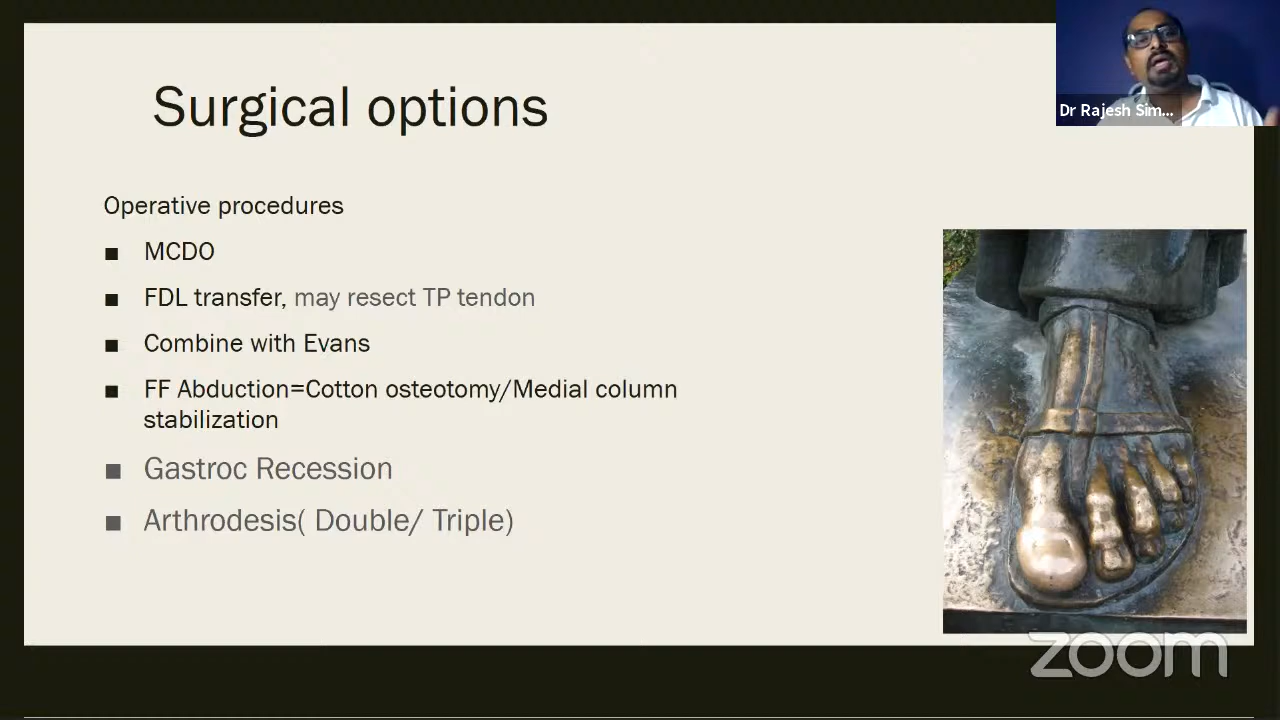 Surgical options
Dr Rajesh Sim...
Operative procedures
■ MCDO
■ FDL transfer, may resect TP tendon
■ Combine with Evans
■ FF Abduction=Cotton osteotomy/Medial column
stabilization
■ Gastroc Recession
■ Arthrodesis( Double/ Triple)
zoom